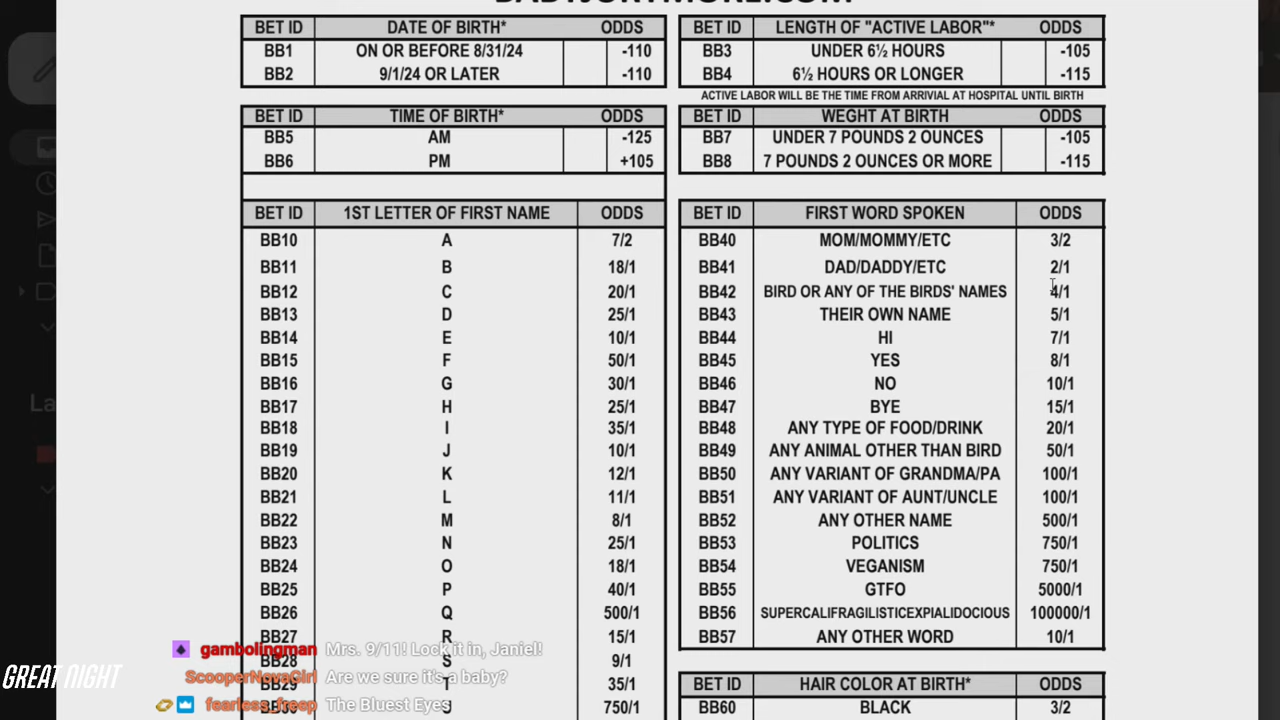 BET ID DATE OF BIRTH* ODDS
BB1 ON OR BEFORE 8/31/24 -110
BB2 9/1/24 OR LATER -110
BET ID LENGTH OF "ACTIVE LABOR"* ODDS
BB3 UNDER 6½ HOURS -105
BB4 6½ HOURS OR LONGER -115
ACTIVE LABOR WILL BE THE TIME FROM ARRIVAL AT HOSPITAL UNTIL BIRTH
BET ID TIME OF BIRTH* ODDS
BB5 AM -125
BB6 PM +105
BET ID WEGHT AT BIRTH ODDS
BB7 UNDER 7 POUNDS 2 OUNCES -105
BB8 7 POUNDS 2 OUNCES OR MORE -115
BET ID 1ST LETTER OF FIRST NAME ODDS
BB10 A 7/2
BB11 B 18/1
BB12 C 20/1
BB13 D 25/1
BB14 E 10/1
BB15 F 50/1
BB16 G 30/1
BB17 H 25/1
BB18 I 35/1
BB19 J 10/1
BB20 K 12/1
BB21 L 11/1
BB22 M 8/1
BB23 N 25/1
BB24 O 18/1
BB25 P 40/1
BB26 Q 500/1
BB27 R 15/1
BB28 S 9/1
BB29 T 35/1
750/1
BET ID FIRST WORD SPOKEN ODDS
BB40 MOM/MOMMY/ETC 3/2
BB41 DAD/DADDY/ETC 2/1
BB42 BIRD OR ANY OF THE BIRDS' NAMES 4/1
BB43 THEIR OWN NAME 5/1
BB44 HI 7/1
BB45 YES 8/1
BB46 NO 10/1
BB47 BYE 15/1
BB48 ANY TYPE OF FOOD/DRINK 20/1
BB49 ANY ANIMAL OTHER THAN BIRD 50/1
BB50 ANY VARIANT OF GRANDMA/PA 100/1
BB51 ANY VARIANT OF AUNT/UNCLE 100/1
BB52 ANY OTHER NAME 500/1
BB53 POLITICS 750/1
BB54 VEGANISM 750/1
BB55 GTFO 5000/1
BB56 SUPERCALIFRAGILISTICEXPIALIDOCIOUS 100000/1
BB57 ANY OTHER WORD 10/1
BET ID HAIR COLOR AT BIRTH* ODDS
BB60 BLACK 3/2
gambolingman Mrs. 9/11! Lock it in, Janiel!
ScooperNovaGirl Are we sure it's a baby?
fearless_freep The Bluest Eyes
GREAT NIGHT
La